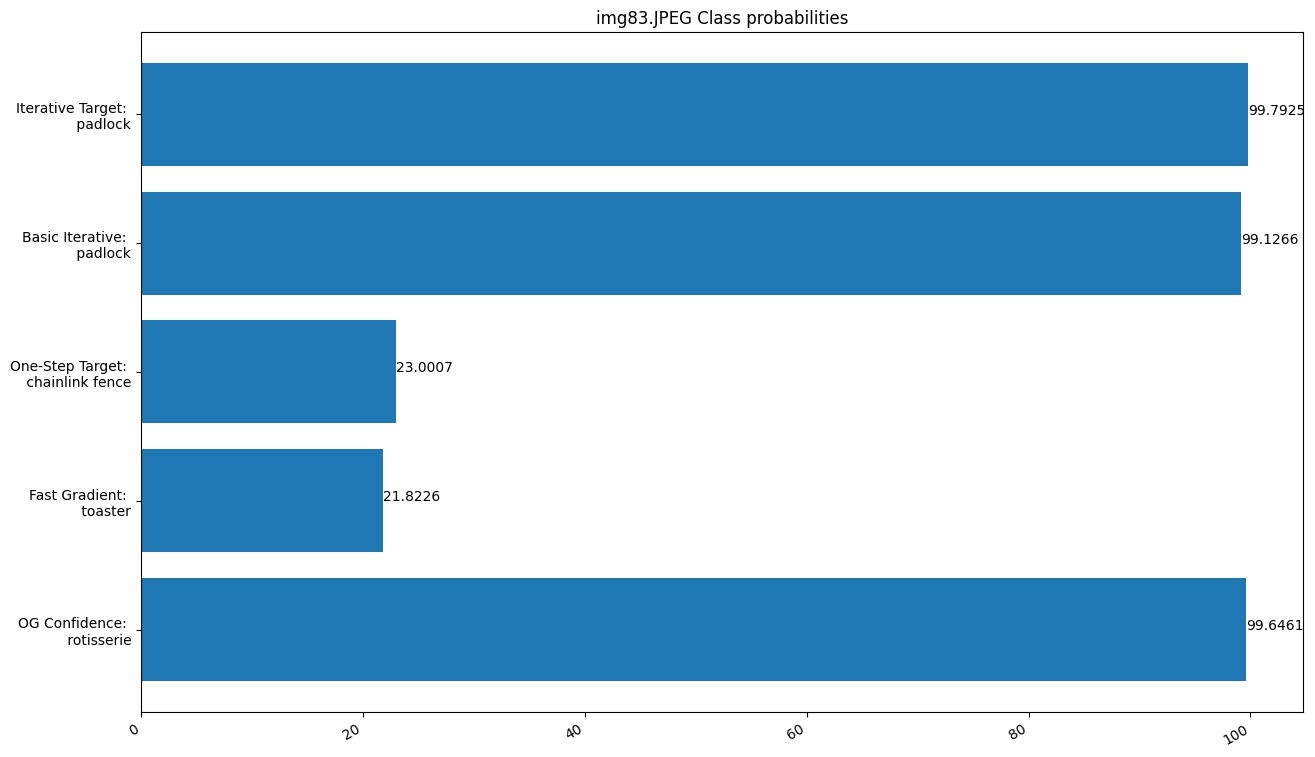 img83.JPEG Class probabilities
Iterative Target:
padlock
99.7925
Basic Iterative:
padlock
99.1266
One-Step Target:
chainlink fence
23.0007
Fast Gradient:
toaster
21.8226
OG Confidence:
rotisserie
99.6461
0
20
40
60
80
100